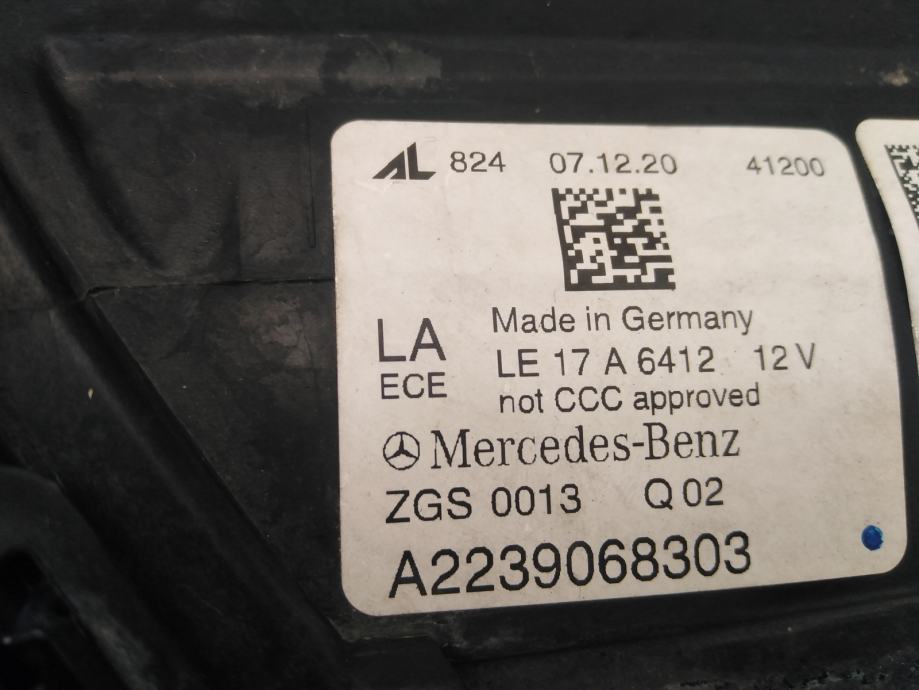 AL 824 07.12.20 41200
Made in Germany
LA LE 17 A 6412 12 V
ECE not CCC approved
Mercedes-Benz
ZGS 0013 Q 02
A2239068303